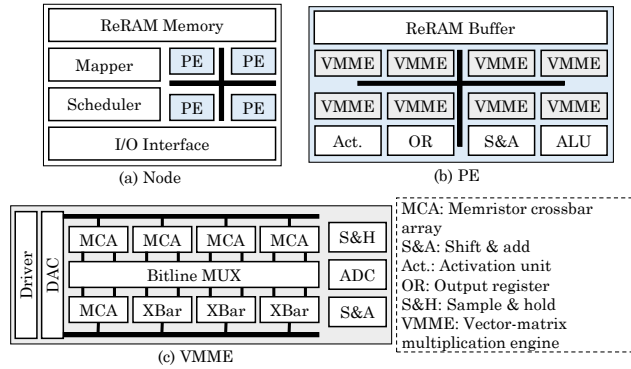 ReRAM Memory
Mapper
PE PE
Scheduler
PE PE
I/O Interface
(a) Node
ReRAM Buffer
VMME VMME VMME VMME
VMME VMME VMME VMME
Act. OR S&A ALU
(b) PE
Driver
DAC
MCA MCA MCA MCA
Bitline MUX
MCA XBar XBar XBar
S&H
ADC
S&A
(c) VMME
MCA: Memristor crossbar
array
S&A: Shift & add
Act.: Activation unit
OR: Output register
S&H: Sample & hold
VMME: Vector-matrix
multiplication engine